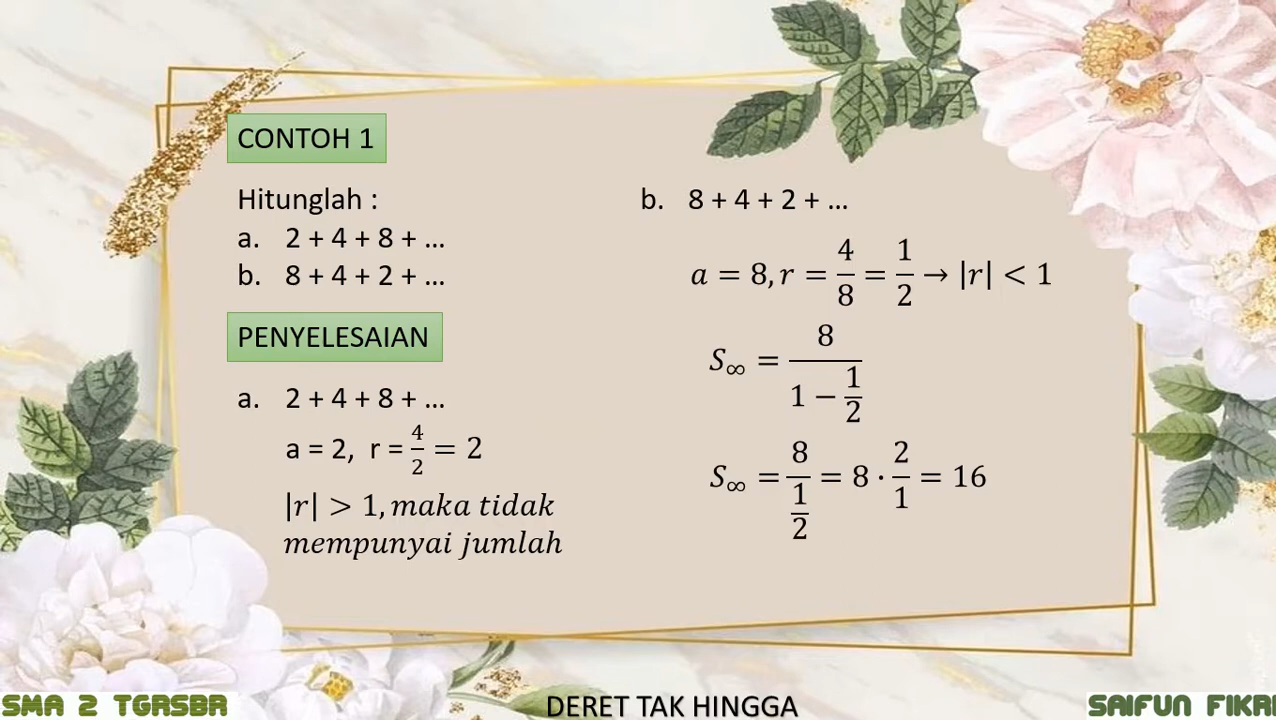 CONTOH 1
Hitunglah :
a. 2 + 4 + 8 + ...
b. 8 + 4 + 2 + ...
PENYELESAIAN
a. 2 + 4 + 8 + ...
a = 2, r = 4/2 = 2
|r| > 1, maka tidak
mempunyai jumlah
b. 8 + 4 + 2 + ...
a = 8, r = 4/8 = 1/2 → |r| < 1
S∞ = 8/(1 − 1/2)
S∞ = 8/(1/2) = 8 · 2/1 = 16
SMA 2 TGRSBR
DERET TAK HINGGA
SAIFUN FIKRI